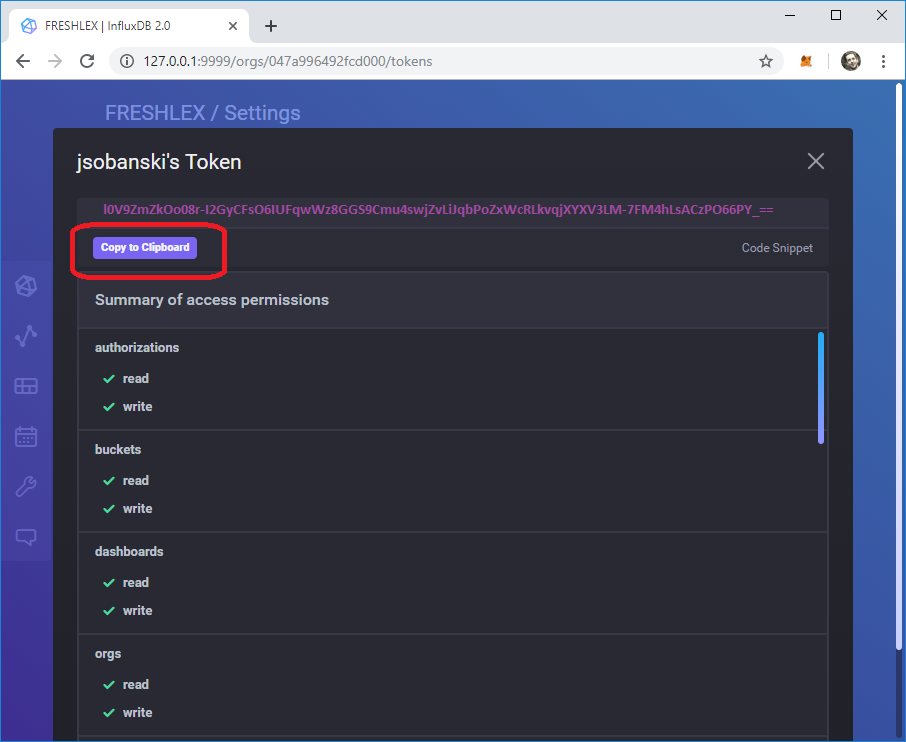 FRESHLEX | InfluxDB 2.0
127.0.0.1:9999/orgs/047a996492fcd000/tokens
FRESHLEX / Settings
jsobanski's Token
l0V9ZmZkOo08r-I2GyCFsO6IUFqwWz8GGS9Cmu4swjZvLiJqbPoZxWcRLkvqjXYXV3LM-7FM4hLsACzPO66PY_==
Copy to Clipboard
Code Snippet
Summary of access permissions
authorizations
read
write
buckets
read
write
dashboards
read
write
orgs
read
write